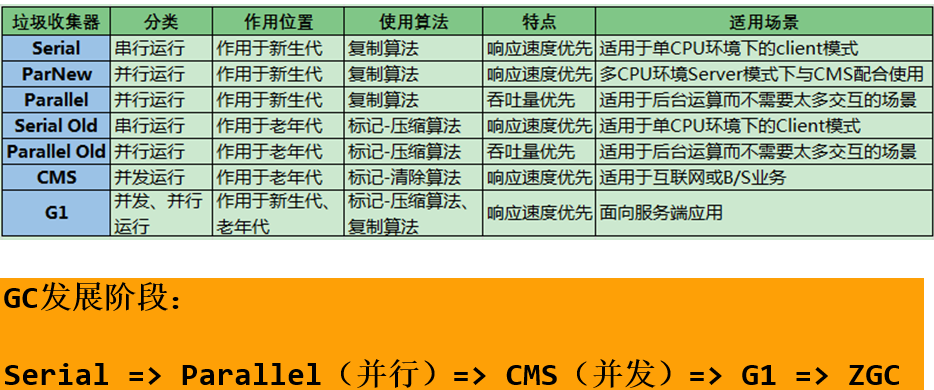 垃圾收集器 分类 作用位置 使用算法 特点 适用场景
Serial 串行运行 作用于新生代 复制算法 响应速度优先 适用于单CPU环境下的client模式
ParNew 并行运行 作用于新生代 复制算法 响应速度优先 多CPU环境Server模式下与CMS配合使用
Parallel 并行运行 作用于新生代 复制算法 吞吐量优先 适用于后台运算而不需要太多交互的场景
Serial Old 串行运行 作用于老年代 标记-压缩算法 响应速度优先 适用于单CPU环境下的Client模式
Parallel Old 并行运行 作用于老年代 标记-压缩算法 吞吐量优先 适用于后台运算而不需要太多交互的场景
CMS 并发运行 作用于老年代 标记-清除算法 响应速度优先 适用于互联网或B/S业务
G1 并发、并行运行 作用于新生代、老年代 标记-压缩算法、复制算法 响应速度优先 面向服务端应用
GC发展阶段：
Serial => Parallel（并行）=> CMS（并发）=> G1 => ZGC